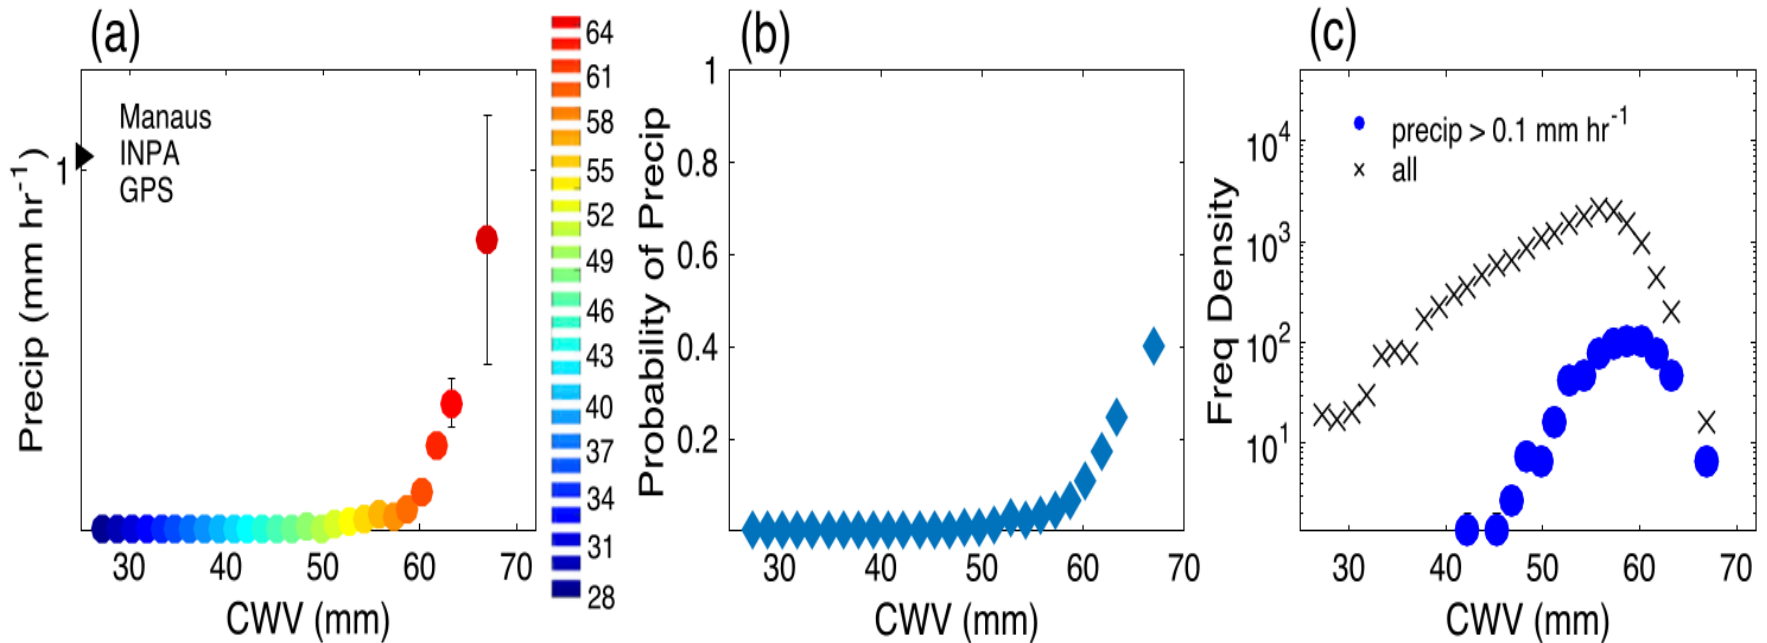 (a)
Manaus
INPA
GPS
1
Precip (mm hr⁻¹)
30 40 50 60 70
CWV (mm)
64
61
58
55
52
49
46
43
40
37
34
31
28
(b)
1
0.8
0.6
0.4
0.2
Probability of Precip
30 40 50 60 70
CWV (mm)
(c)
precip > 0.1 mm hr⁻¹
all
10⁴
10³
10²
10¹
Freq Density
30 40 50 60 70
CWV (mm)